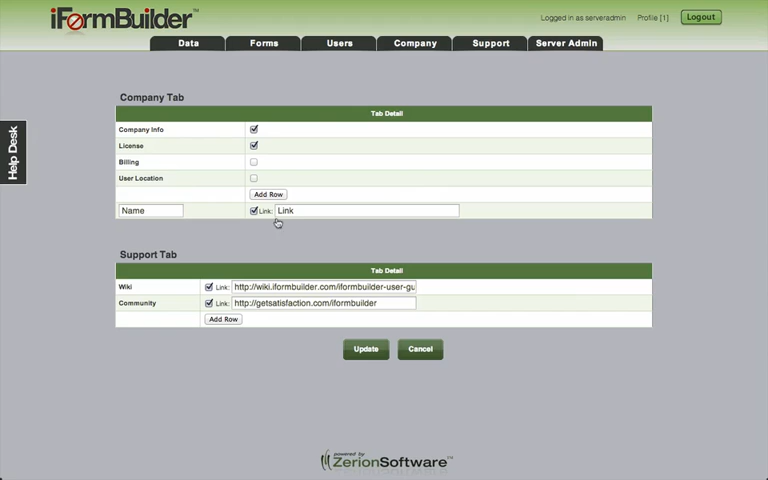 iFormBuilder™
Logged in as serveradmin Profile [1] Logout
Data Forms Users Company Support Server Admin
Help Desk
Company Tab
Tab Detail
Company Info
License
Billing
User Location
Add Row
Name Link: Link
Support Tab
Tab Detail
Wiki Link: http://wiki.iformbuilder.com/iformbuilder-user-gu
Community Link: http://getsatisfaction.com/iformbuilder
Add Row
Update Cancel
powered by
ZerionSoftware™